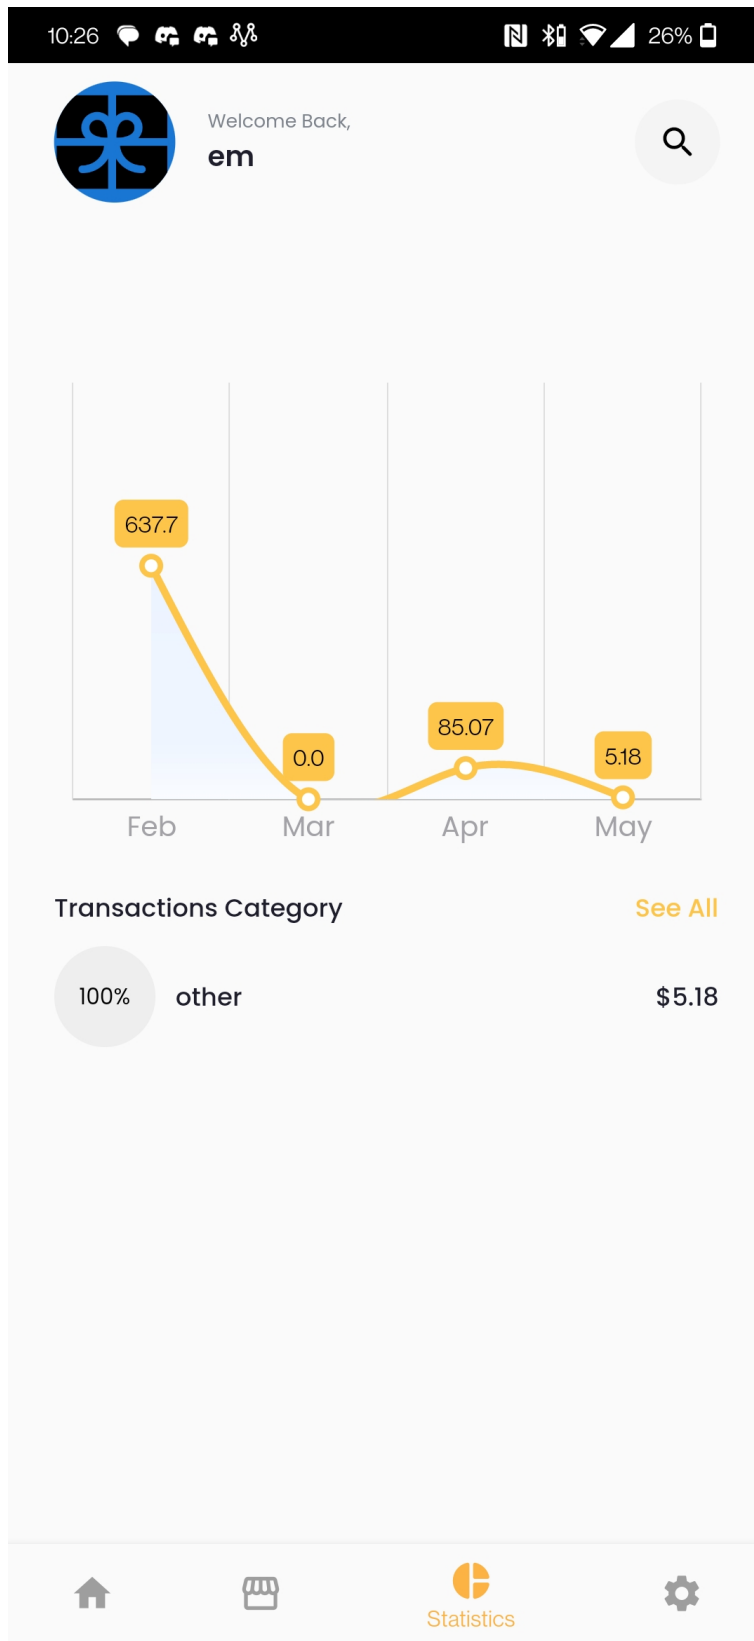 10:26
26%
Welcome Back,
em
637.7
0.0
85.07
5.18
Feb Mar Apr May
Transactions Category See All
100% other $5.18
Statistics